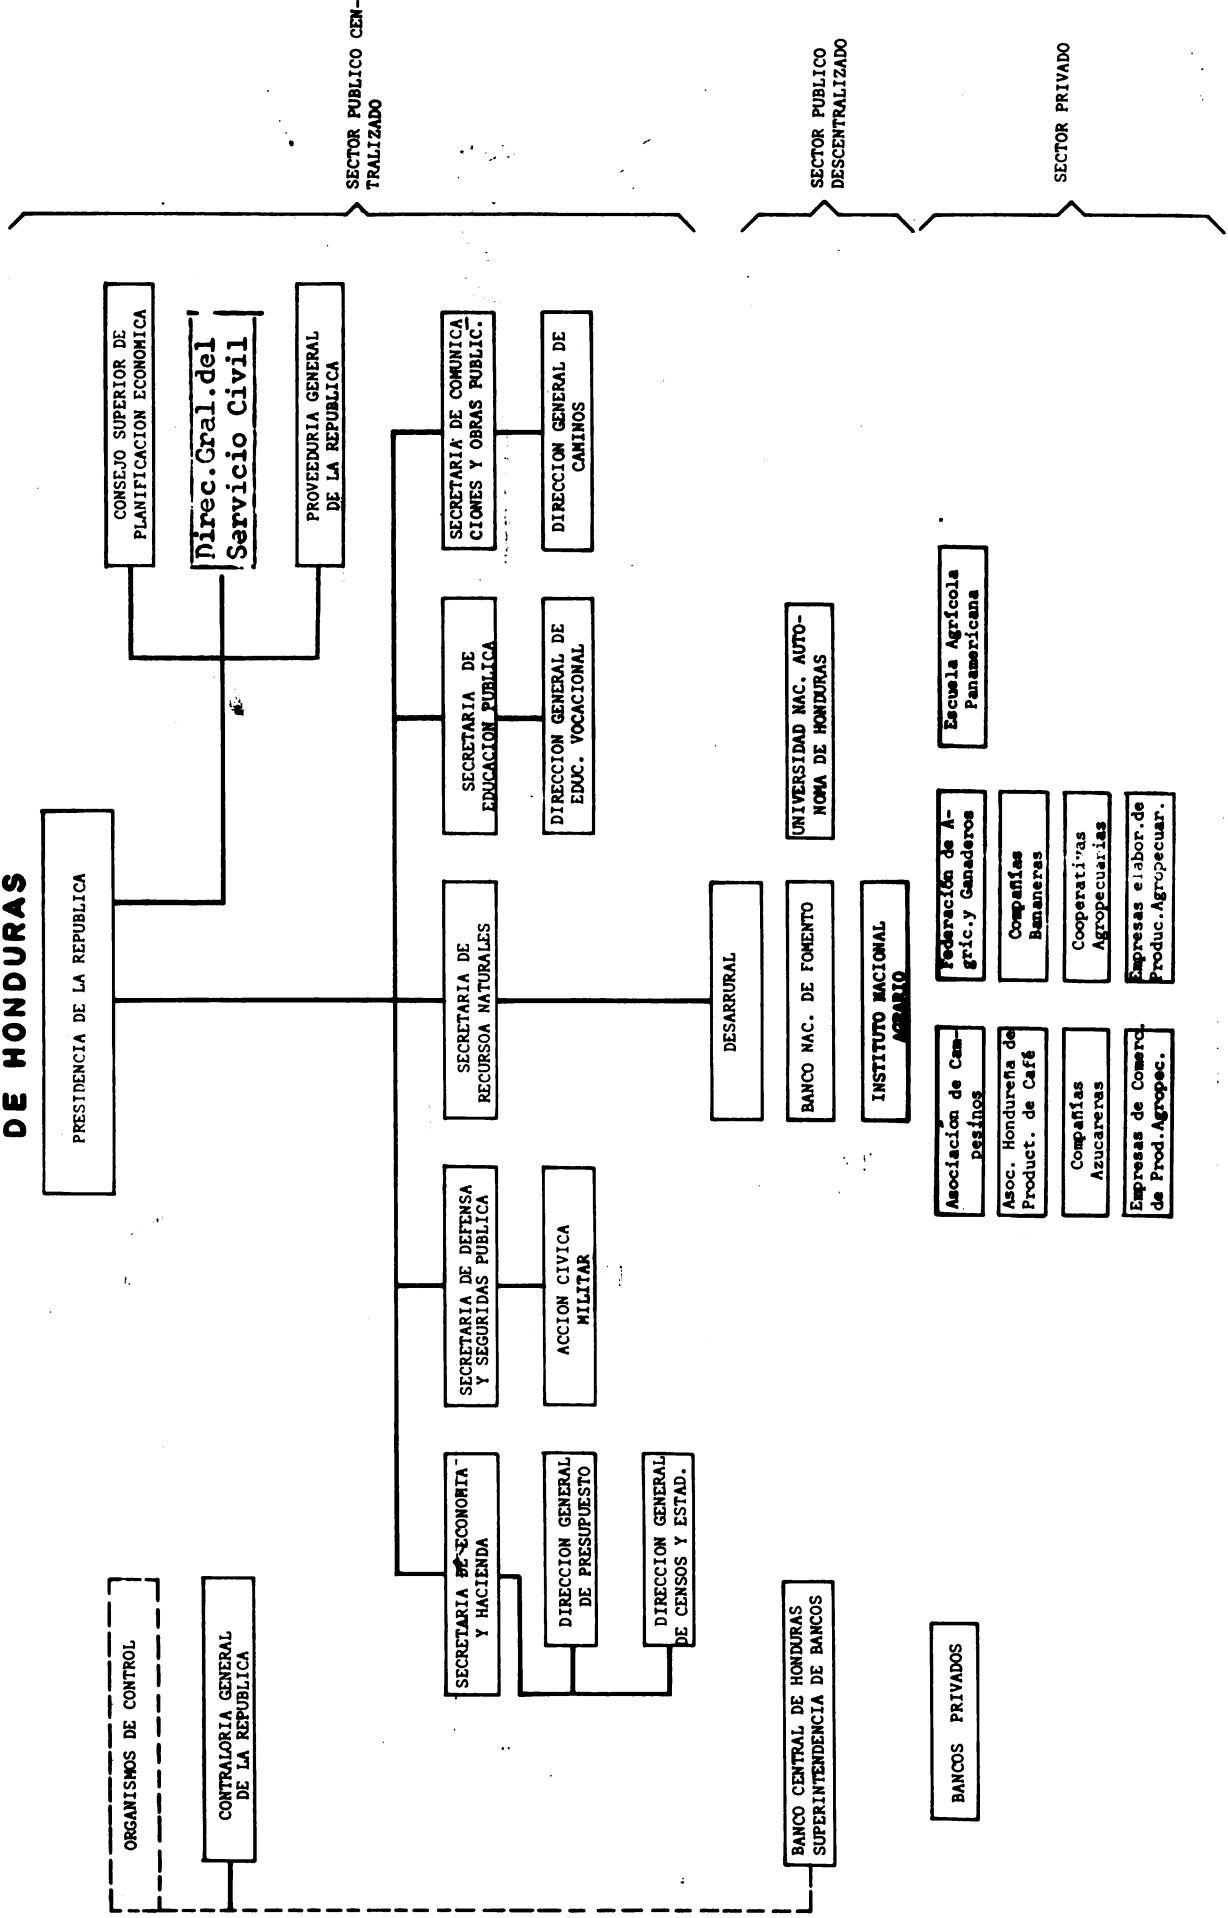 DE HONDURAS
PRESIDENCIA DE LA REPUBLICA
ORGANISMOS DE CONTROL
CONTRALORIA GENERAL
DE LA REPUBLICA
CONSEJO SUPERIOR DE
PLANIFICACION ECONOMICA
Direc.Gral.del
Servicio Civil
PROVEEDURIA GENERAL
DE LA REPUBLICA
SECTOR PUBLICO CEN-
TRALIZADO
SECRETARIA DE ECONOMIA
Y HACIENDA
SECRETARIA DE DEFENSA
Y SEGURIDAS PUBLICA
SECRETARIA DE
RECURSOA NATURALES
SECRETARIA DE
EDUCACION PUBLICA
SECRETARIA DE COMUNICA
CIONES Y OBRAS PUBLIC.
DIRECCION GENERAL
DE PRESUPUESTO
ACCION CIVICA
MILITAR
DIRECCION GENERAL DE
EDUC. VOCACIONAL
DIRECCION GENERAL DE
CAMINOS
DIRECCION GENERAL
DE CENSOS Y ESTAD.
DESARRURAL
BANCO CENTRAL DE HONDURAS
SUPERINTENDENCIA DE BANCOS
BANCO NAC. DE FOMENTO
UNIVERSIDAD NAC. AUTO-
NOMA DE HONDURAS
SECTOR PUBLICO
DESCENTRALIZADO
INSTITUTO NACIONAL
AGRARIO
BANCOS PRIVADOS
Asociacion de Cam-
pesinos
Federación de A-
gric.y Ganaderos
Escuela Agrícola
Panamericana
SECTOR PRIVADO
Asoc. Hondureña de
Product. de Café
Compañías
Bananeras
Compañías
Azucareras
Cooperativas
Agropecuarias
Empresas de Comerc.
de Prod.Agropec.
Empresas elabor.de
Produc.Agropecuar.